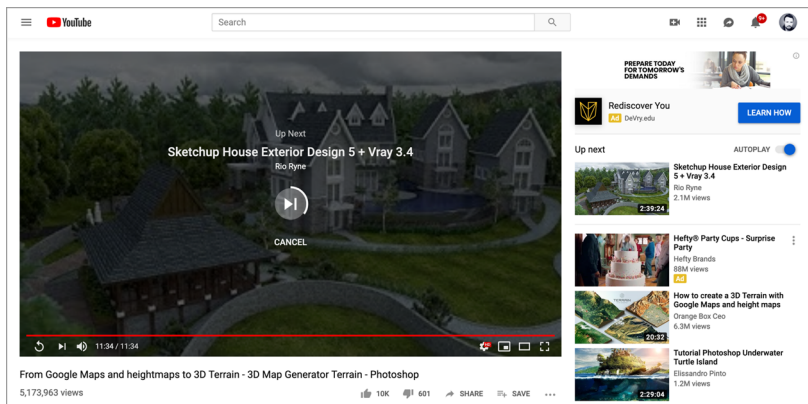 YouTube
Search
9+
Up Next
Sketchup House Exterior Design 5 + Vray 3.4
Rio Ryne
CANCEL
11:34 / 11:34
From Google Maps and heightmaps to 3D Terrain - 3D Map Generator Terrain - Photoshop
5,173,963 views
10K
601
SHARE
SAVE
PREPARE TODAY
FOR TOMORROW'S
DEMANDS
Rediscover You
Ad DeVry.edu
LEARN HOW
Up next
AUTOPLAY
Sketchup House Exterior Design
5 + Vray 3.4
Rio Ryne
2.1M views
2:39:24
Hefty® Party Cups - Surprise
Party
Hefty Brands
88M views
Ad
How to create a 3D Terrain with
Google Maps and height maps
Orange Box Ceo
6.3M views
20:32
Tutorial Photoshop Underwater
Turtle Island
Elissandro Pinto
1.2M views
2:29:04